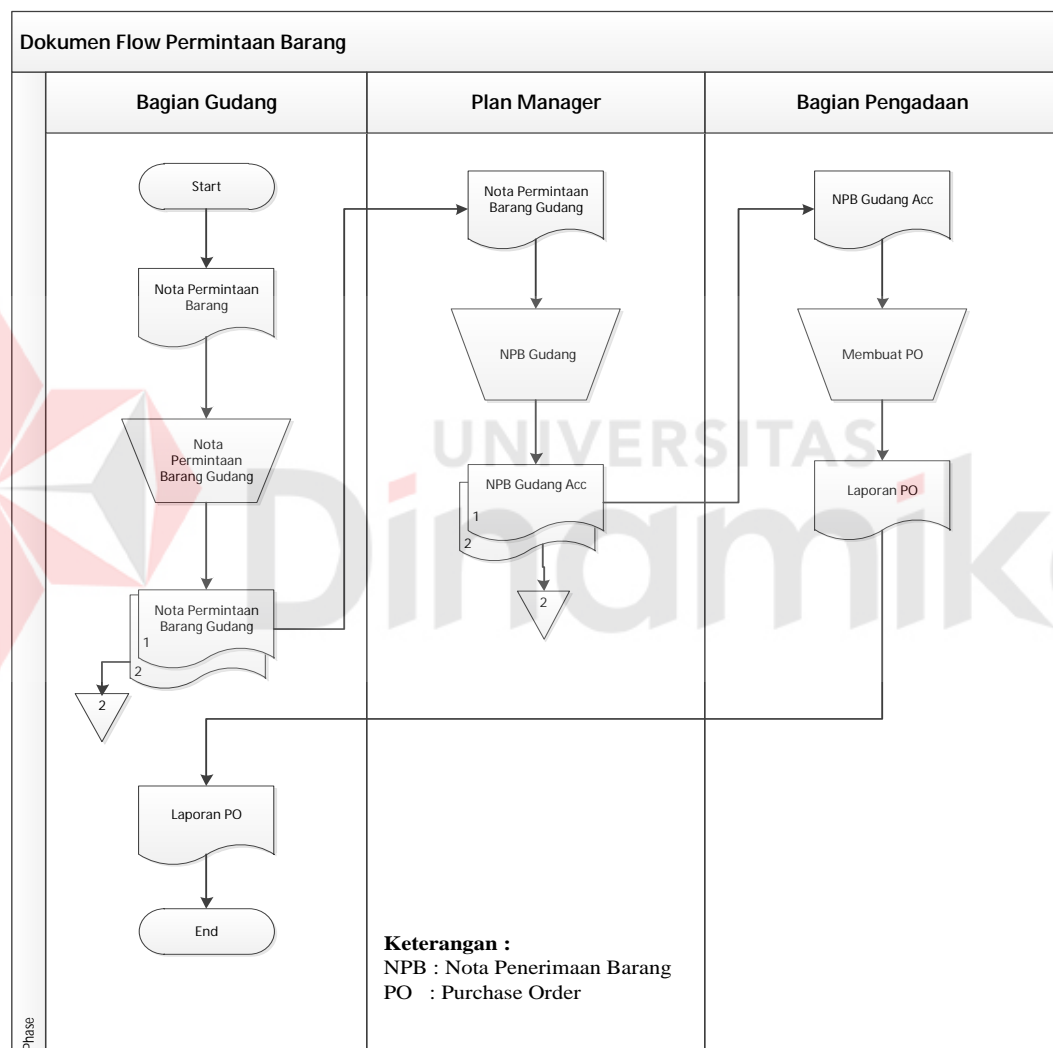 Dokumen Flow Permintaan Barang
Bagian Gudang
Plan Manager
Bagian Pengadaan
Start
Nota Permintaan
Barang
Nota
Permintaan
Barang Gudang
Nota Permintaan
Barang Gudang
1
2
2
Laporan PO
End
Nota Permintaan
Barang Gudang
NPB Gudang
NPB Gudang Acc
1
2
2
Keterangan :
NPB : Nota Penerimaan Barang
PO : Purchase Order
NPB Gudang Acc
Membuat PO
Laporan PO
Phase
UNIVERSITAS
Dinamika